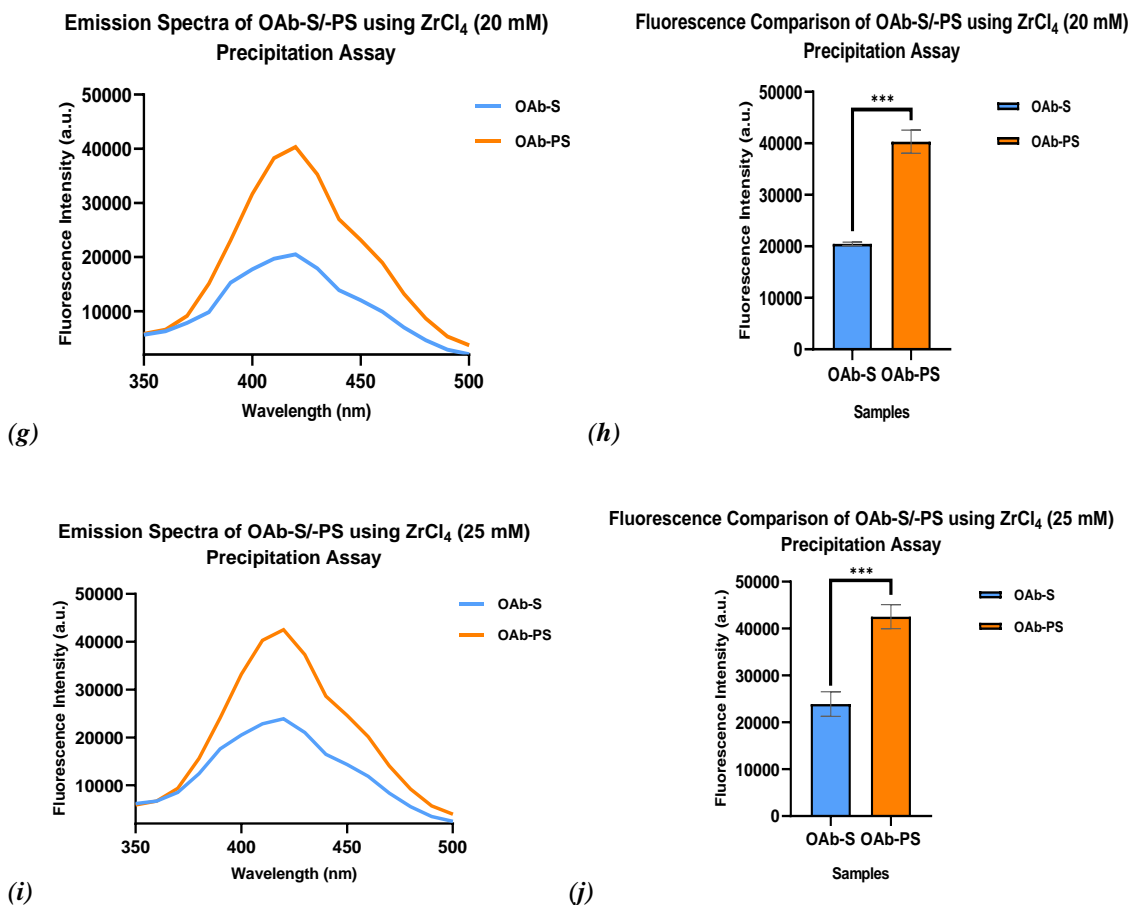 Emission Spectra of OAb-S/-PS using ZrCl₄ (20 mM)
Precipitation Assay
50000
40000
30000
20000
10000
Fluorescence Intensity (a.u.)
350
400
450
500
Wavelength (nm)
OAb-S
OAb-PS
(g)
Fluorescence Comparison of OAb-S/-PS using ZrCl₄ (20 mM)
Precipitation Assay
50000
40000
30000
20000
10000
0
Fluorescence Intensity (a.u.)
***
OAb-S OAb-PS
Samples
OAb-S
OAb-PS
(h)
Emission Spectra of OAb-S/-PS using ZrCl₄ (25 mM)
Precipitation Assay
50000
40000
30000
20000
10000
Fluorescence Intensity (a.u.)
350
400
450
500
Wavelength (nm)
OAb-S
OAb-PS
(i)
Fluorescence Comparison of OAb-S/-PS using ZrCl₄ (25 mM)
Precipitation Assay
50000
40000
30000
20000
10000
0
Fluorescence Intensity (a.u.)
***
OAb-S OAb-PS
Samples
OAb-S
OAb-PS
(j)